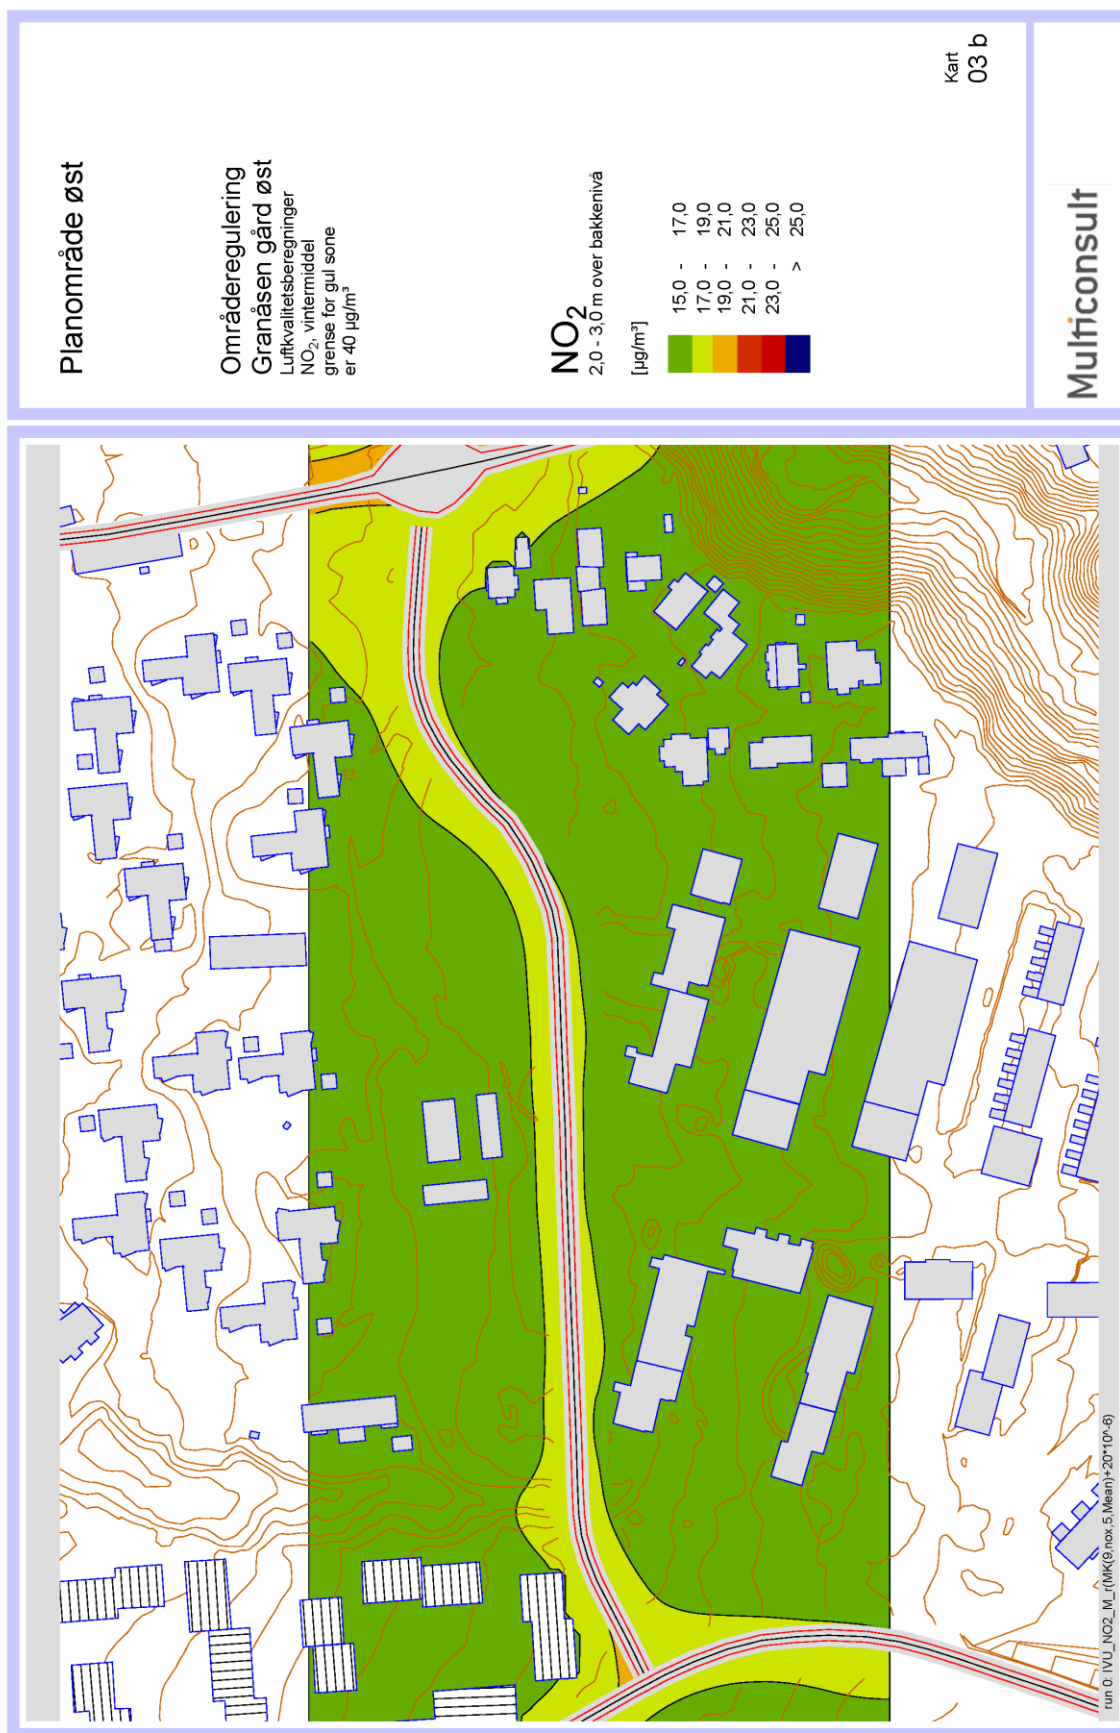 Planområde øst
Områderegulering
Granåsen gård øst
Luftkvalitetsberegninger
NO₂, vintermiddel
grense for gul sone
er 40 µg/m³
NO₂
2,0 - 3,0 m over bakkenivå
[µg/m³]
15,0 - 17,0
17,0 - 19,0
19,0 - 21,0
21,0 - 23,0
23,0 - 25,0
> 25,0
Kart
03 b
Multiconsult
run 0: IVU_NO2_M_r(MK(9,nox,5,Mean)+20*10^-6)